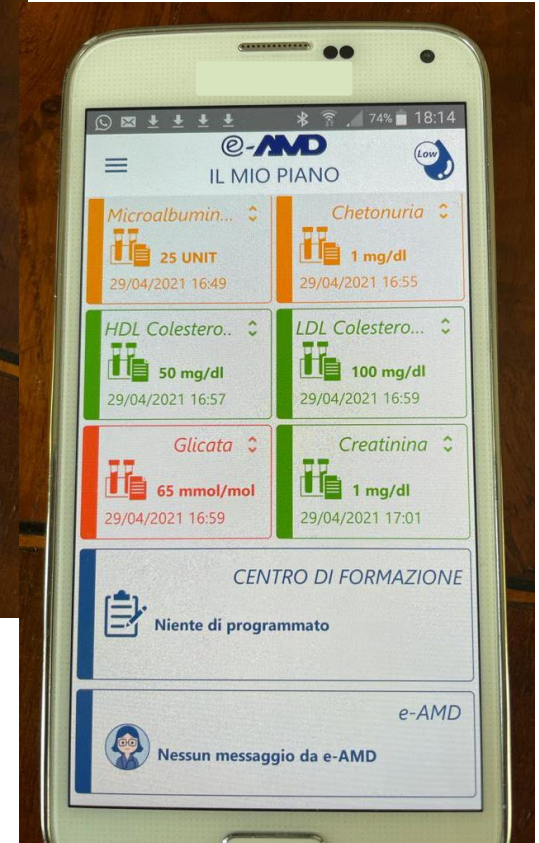 74% 18:14
e-AMD
Low
IL MIO PIANO
Microalbumin...
25 UNIT
29/04/2021 16:49
Chetonuria
1 mg/dl
29/04/2021 16:55
HDL Colestero..
50 mg/dl
29/04/2021 16:57
LDL Colestero...
100 mg/dl
29/04/2021 16:59
Glicata
65 mmol/mol
29/04/2021 16:59
Creatinina
1 mg/dl
29/04/2021 17:01
CENTRO DI FORMAZIONE
Niente di programmato
e-AMD
Nessun messaggio da e-AMD